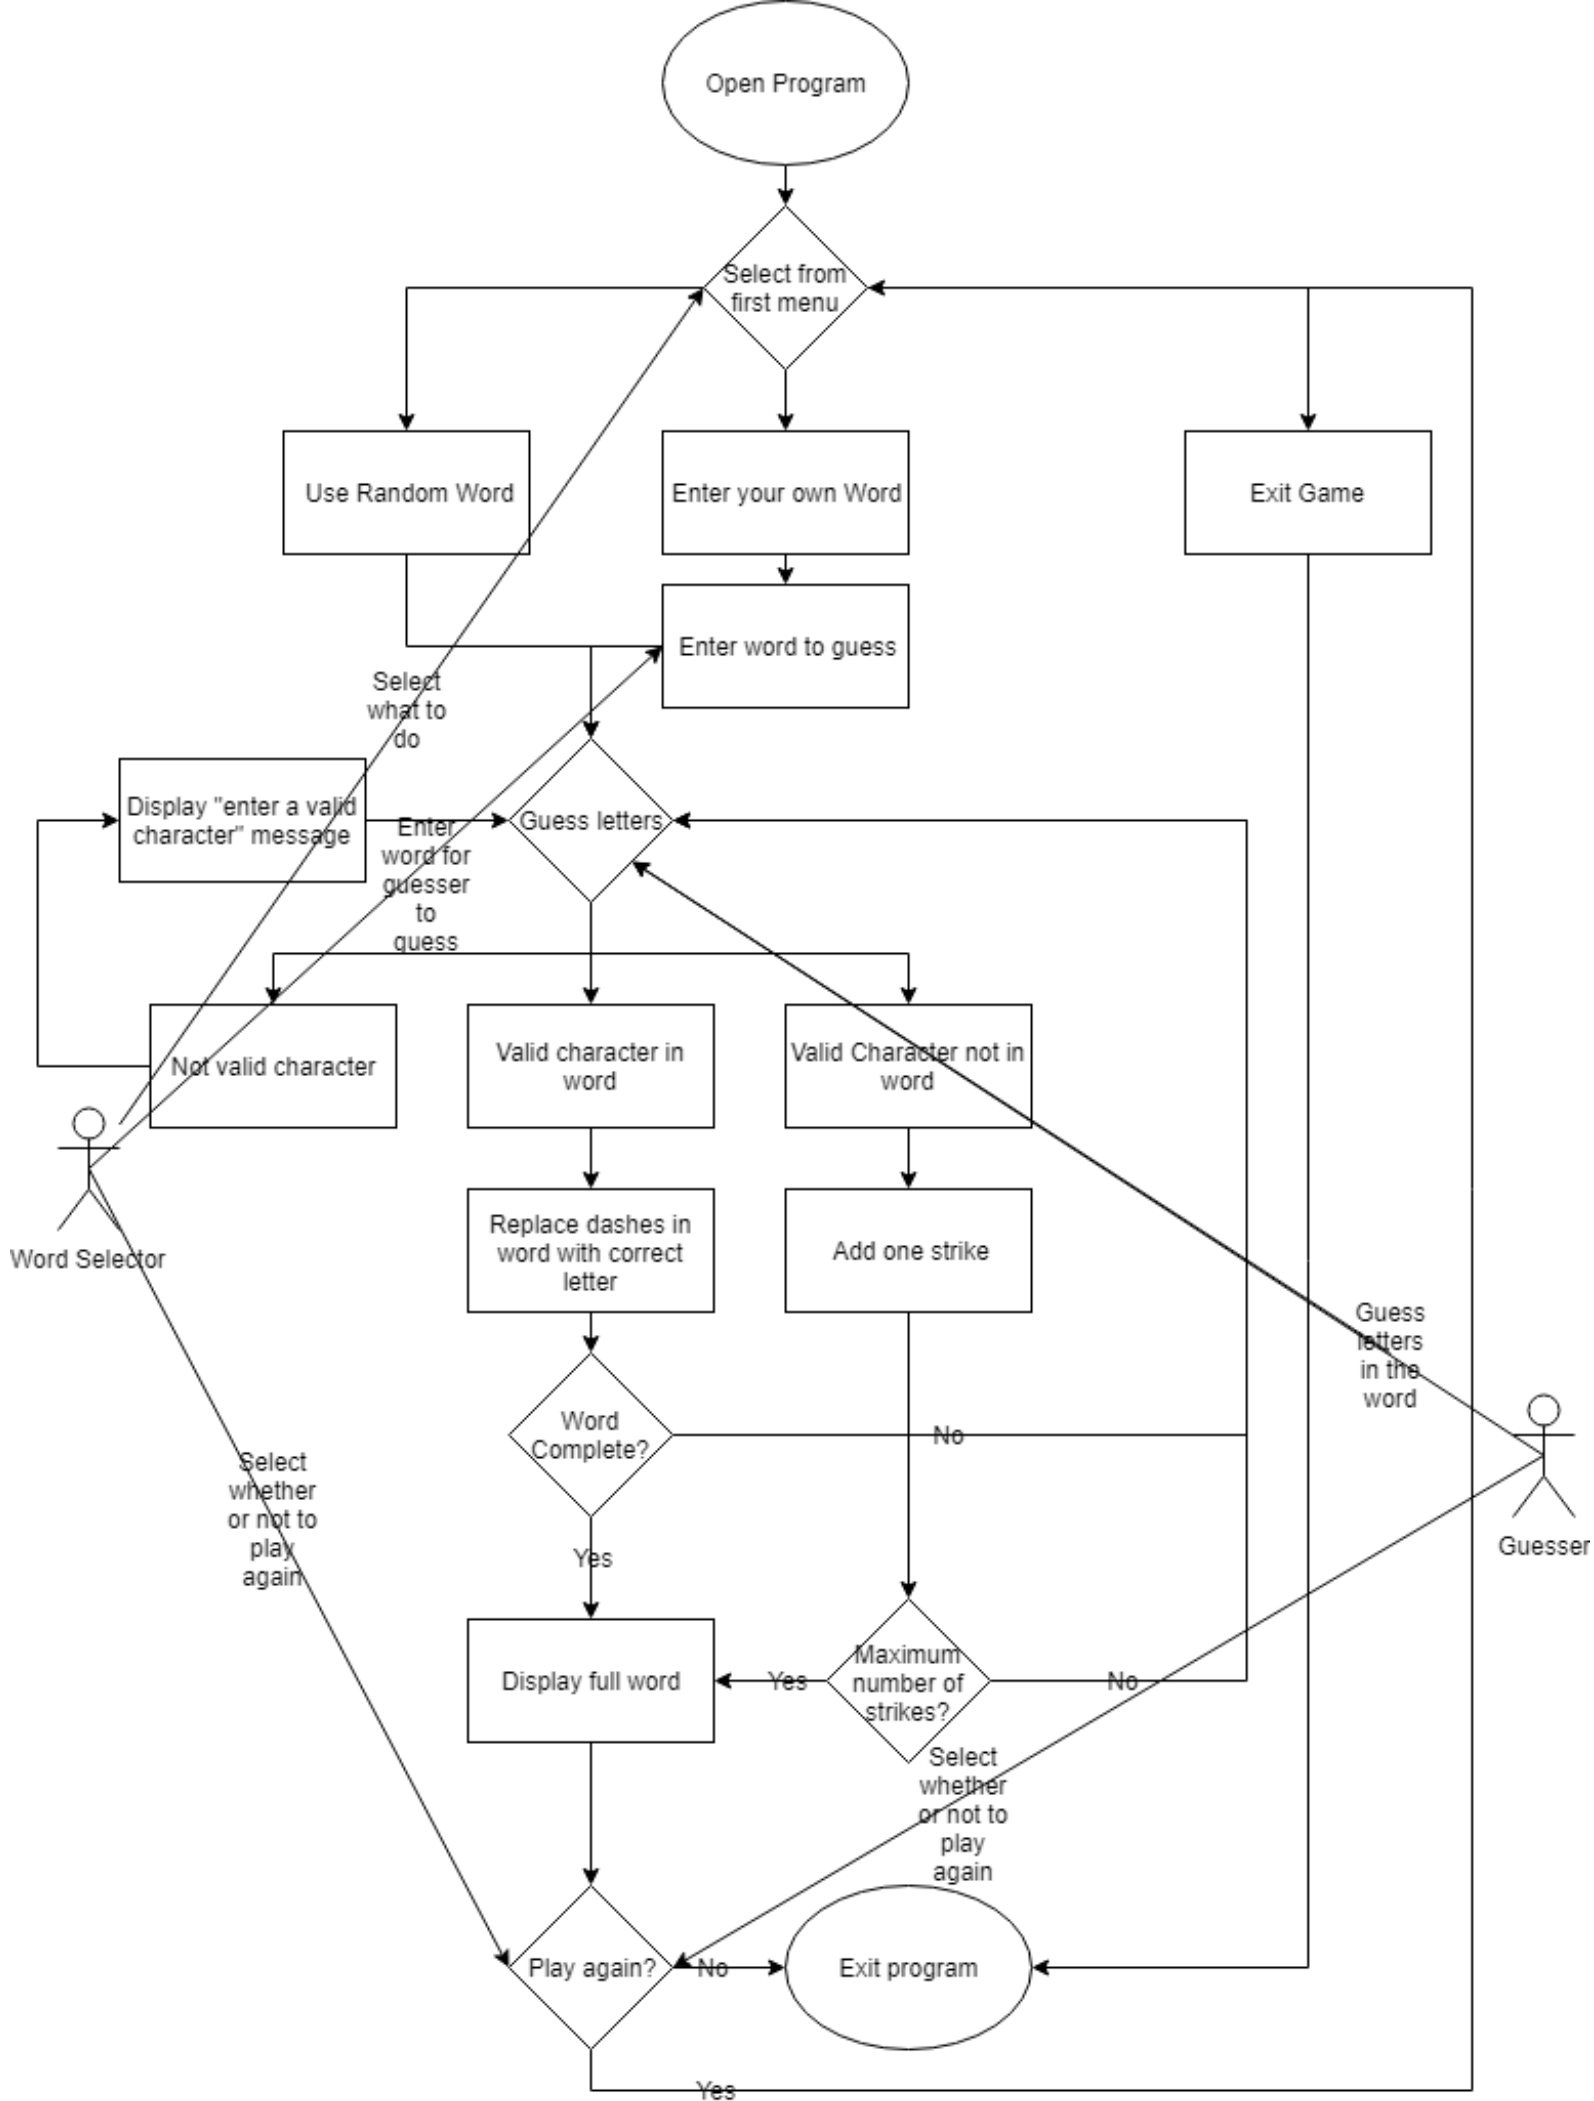 Open Program
Select from
first menu
Use Random Word
Enter your own Word
Exit Game
Enter word to guess
Select
what to
do
Display "enter a valid
character" message
Enter
word for
guesser
to
guess
Guess letters
Not valid character
Valid character in
word
Valid Character not in
word
Word Selector
Replace dashes in
word with correct
letter
Add one strike
Guess
letters
in the
word
Word
Complete?
No
Select
whether
or not to
play
again
Yes
Guesser
Display full word
Yes
Maximum
number of
strikes?
No
Select
whether
or not to
play
again
Play again?
No
Exit program
Yes